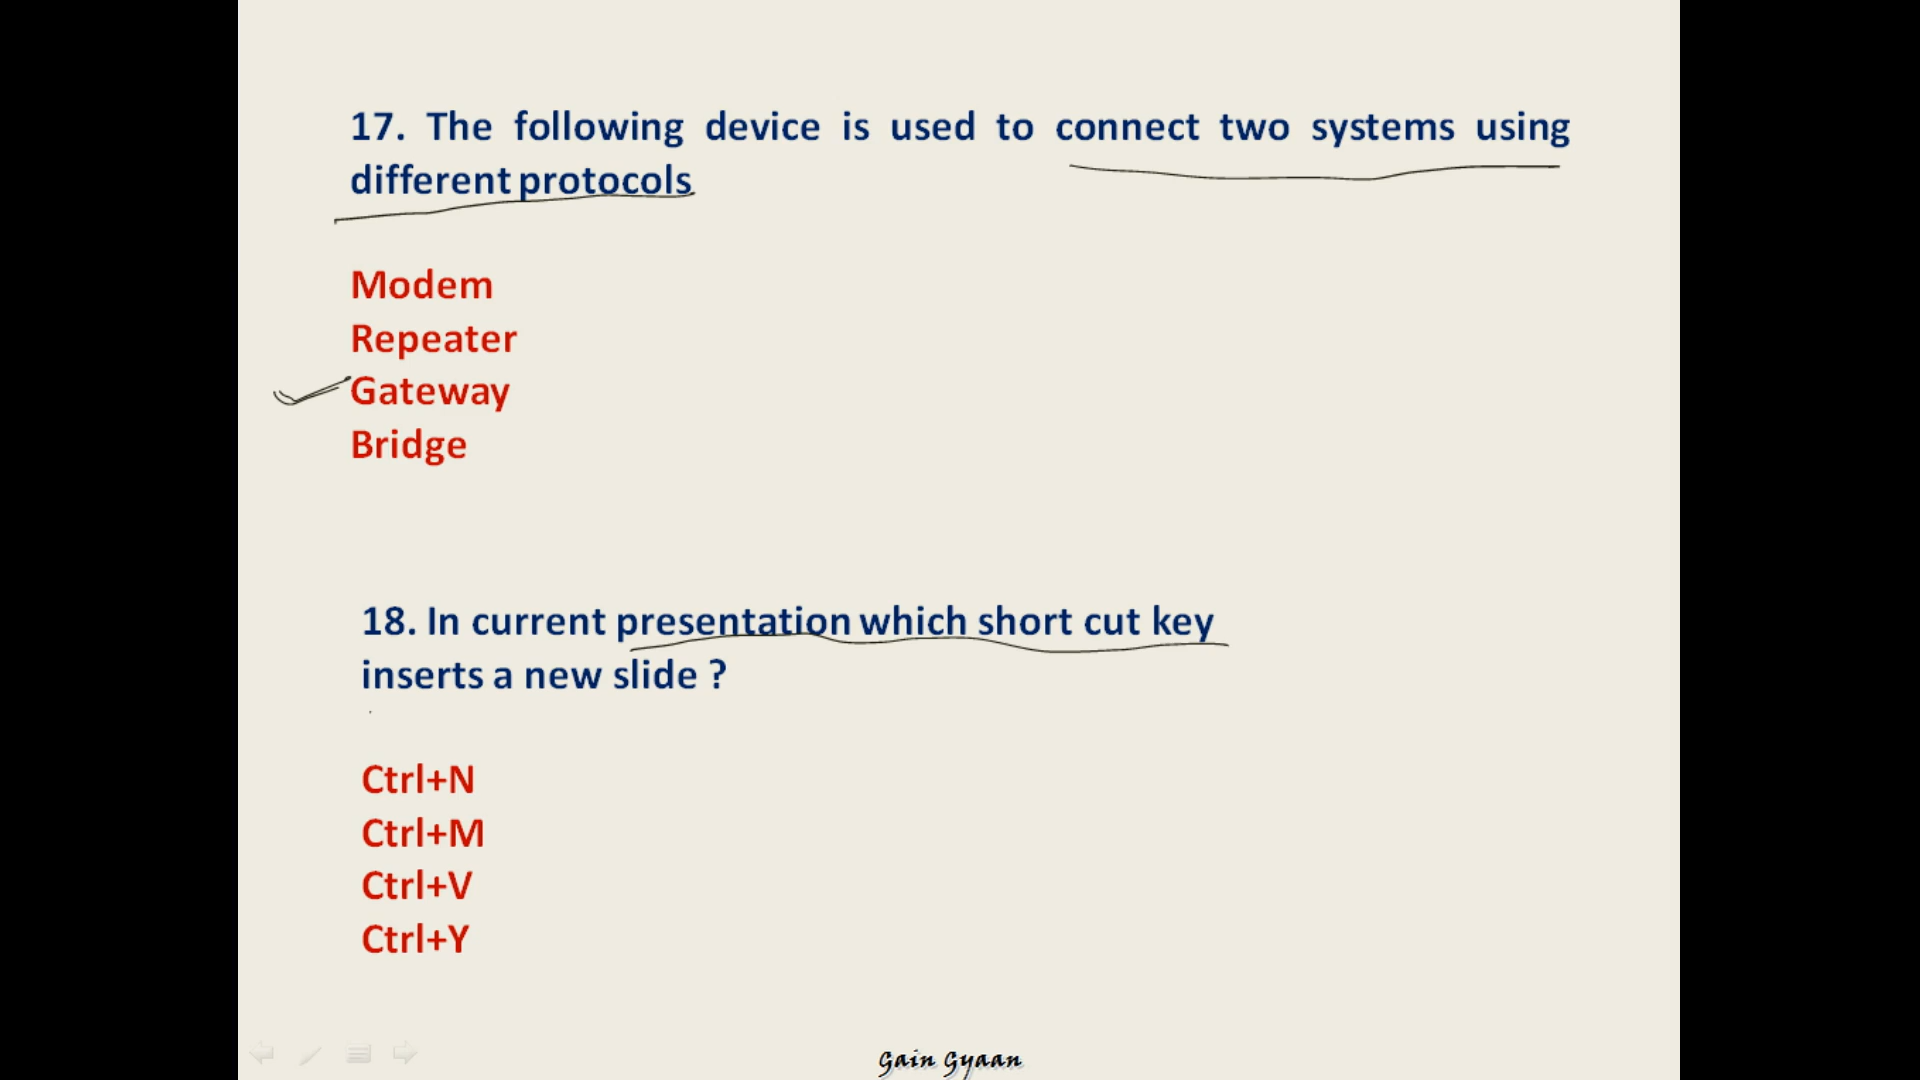 17. The following device is used to connect two systems using
different protocols
Modem
Repeater
Gateway
Bridge
18. In current presentation which short cut key
inserts a new slide ?
Ctrl+N
Ctrl+M
Ctrl+V
Ctrl+Y
Gain Gyaan